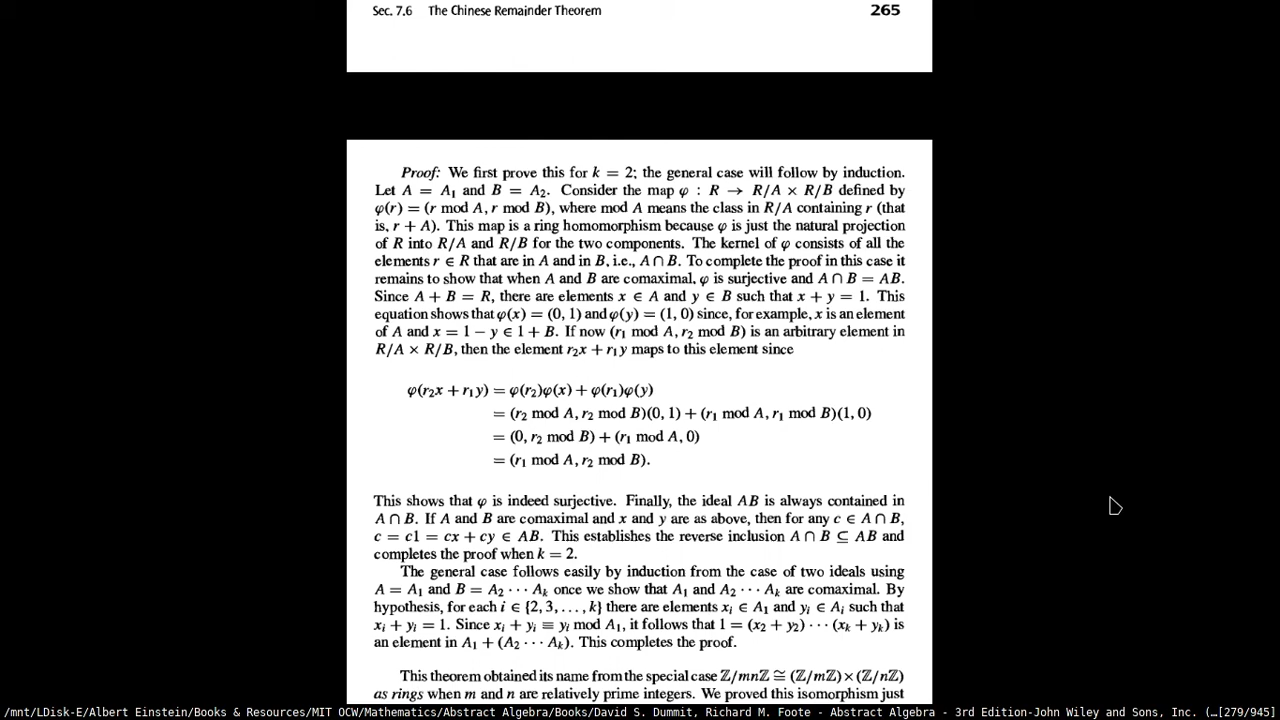 Sec. 7.6 The Chinese Remainder Theorem 265
Proof: We first prove this for k = 2; the general case will follow by induction.
Let A = A₁ and B = A₂. Consider the map φ : R → R/A × R/B defined by
φ(r) = (r mod A, r mod B), where mod A means the class in R/A containing r (that
is, r + A). This map is a ring homomorphism because φ is just the natural projection
of R into R/A and R/B for the two components. The kernel of φ consists of all the
elements r ∈ R that are in A and in B, i.e., A ∩ B. To complete the proof in this case it
remains to show that when A and B are comaximal, φ is surjective and A ∩ B = AB.
Since A + B = R, there are elements x ∈ A and y ∈ B such that x + y = 1. This
equation shows that φ(x) = (0, 1) and φ(y) = (1, 0) since, for example, x is an element
of A and x = 1 − y ∈ 1 + B. If now (r₁ mod A, r₂ mod B) is an arbitrary element in
R/A × R/B, then the element r₂x + r₁y maps to this element since
φ(r₂x + r₁y) = φ(r₂)φ(x) + φ(r₁)φ(y)
= (r₂ mod A, r₂ mod B)(0, 1) + (r₁ mod A, r₁ mod B)(1, 0)
= (0, r₂ mod B) + (r₁ mod A, 0)
= (r₁ mod A, r₂ mod B).
This shows that φ is indeed surjective. Finally, the ideal AB is always contained in
A ∩ B. If A and B are comaximal and x and y are as above, then for any c ∈ A ∩ B,
c = c1 = cx + cy ∈ AB. This establishes the reverse inclusion A ∩ B ⊆ AB and
completes the proof when k = 2.
The general case follows easily by induction from the case of two ideals using
A = A₁ and B = A₂ ··· Aₖ once we show that A₁ and A₂ ··· Aₖ are comaximal. By
hypothesis, for each i ∈ {2, 3, . . . , k} there are elements xᵢ ∈ A₁ and yᵢ ∈ Aᵢ such that
xᵢ + yᵢ = 1. Since xᵢ + yᵢ ≡ yᵢ mod A₁, it follows that 1 = (x₂ + y₂) ··· (xₖ + yₖ) is
an element in A₁ + (A₂ ··· Aₖ). This completes the proof.
This theorem obtained its name from the special case ℤ/mnℤ ≅ (ℤ/mℤ) × (ℤ/nℤ)
as rings when m and n are relatively prime integers. We proved this isomorphism just
/mnt/LDisk-E/Albert Einstein/Books & Resources/MIT OCW/Mathematics/Abstract Algebra/Books/David S. Dummit, Richard M. Foote - Abstract Algebra - 3rd Edition-John Wiley and Sons, Inc. (…[279/945]